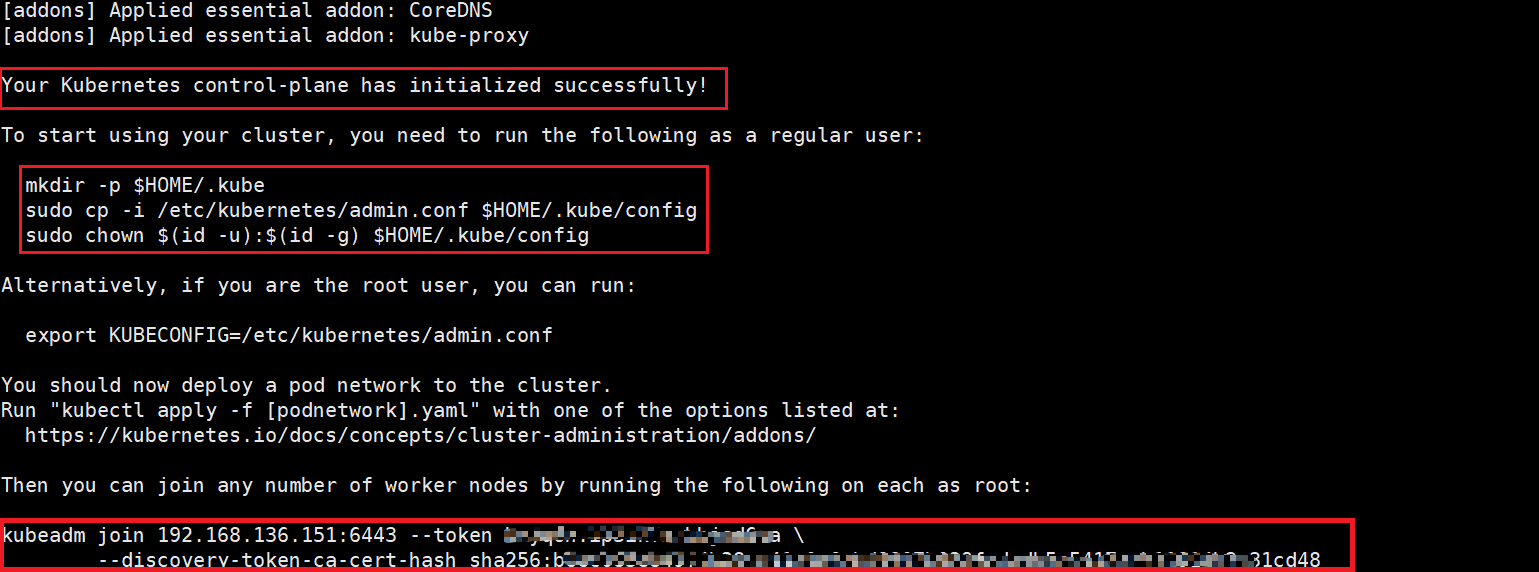 [addons] Applied essential addon: CoreDNS
[addons] Applied essential addon: kube-proxy
Your Kubernetes control-plane has initialized successfully!
To start using your cluster, you need to run the following as a regular user:
mkdir -p $HOME/.kube
sudo cp -i /etc/kubernetes/admin.conf $HOME/.kube/config
sudo chown $(id -u):$(id -g) $HOME/.kube/config
Alternatively, if you are the root user, you can run:
export KUBECONFIG=/etc/kubernetes/admin.conf
You should now deploy a pod network to the cluster.
Run "kubectl apply -f [podnetwork].yaml" with one of the options listed at:
https://kubernetes.io/docs/concepts/cluster-administration/addons/
Then you can join any number of worker nodes by running the following on each as root:
kubeadm join 192.168.136.151:6443 --token \
--discovery-token-ca-cert-hash